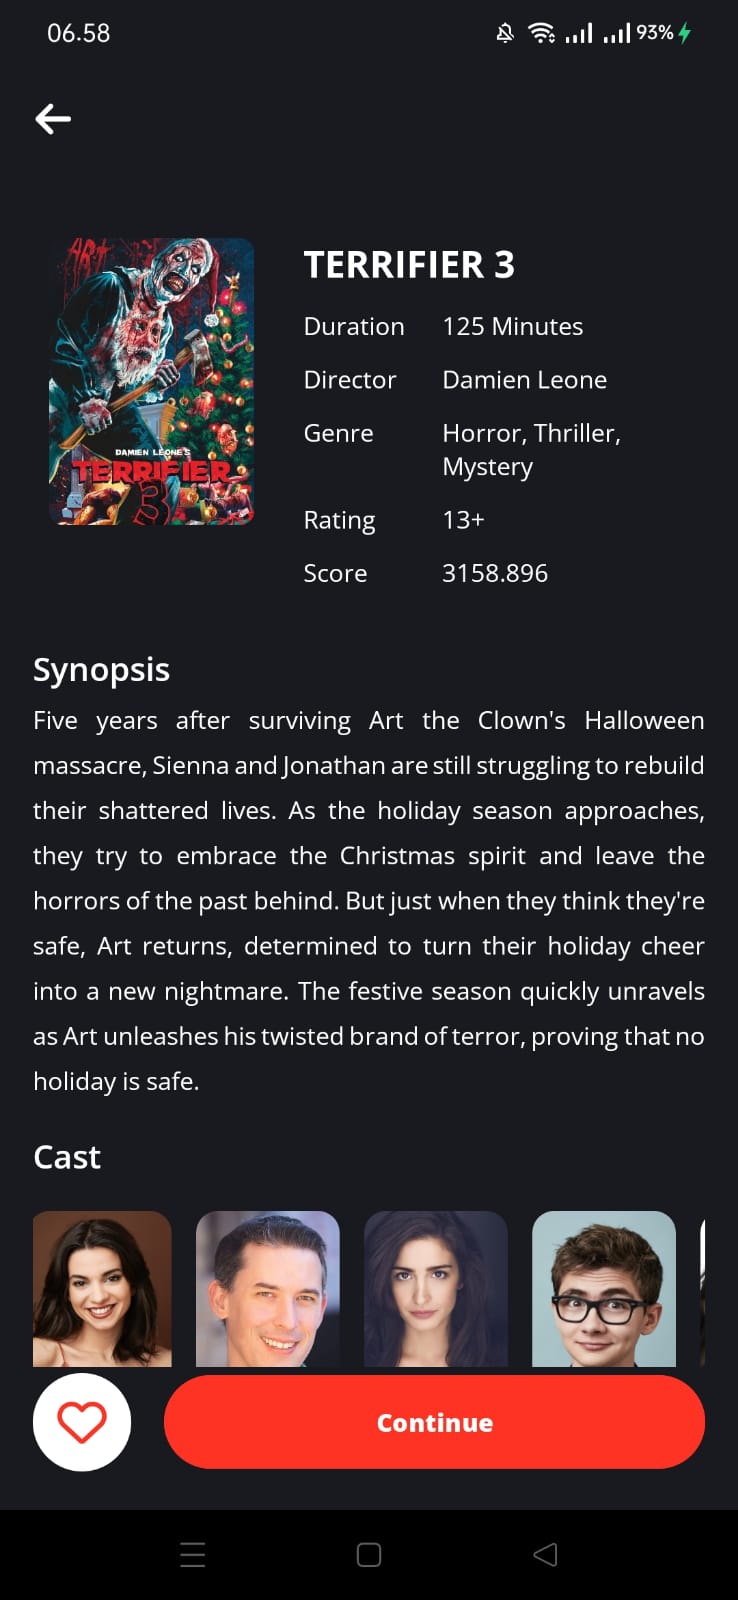 06.58
93%
ART
DAMIEN LEONE'S
TERRIFIER
3
TERRIFIER 3
Duration 125 Minutes
Director Damien Leone
Genre Horror, Thriller,
Mystery
Rating 13+
Score 3158.896
Synopsis
Five years after surviving Art the Clown's Halloween
massacre, Sienna and Jonathan are still struggling to rebuild
their shattered lives. As the holiday season approaches,
they try to embrace the Christmas spirit and leave the
horrors of the past behind. But just when they think they're
safe, Art returns, determined to turn their holiday cheer
into a new nightmare. The festive season quickly unravels
as Art unleashes his twisted brand of terror, proving that no
holiday is safe.
Cast
Continue